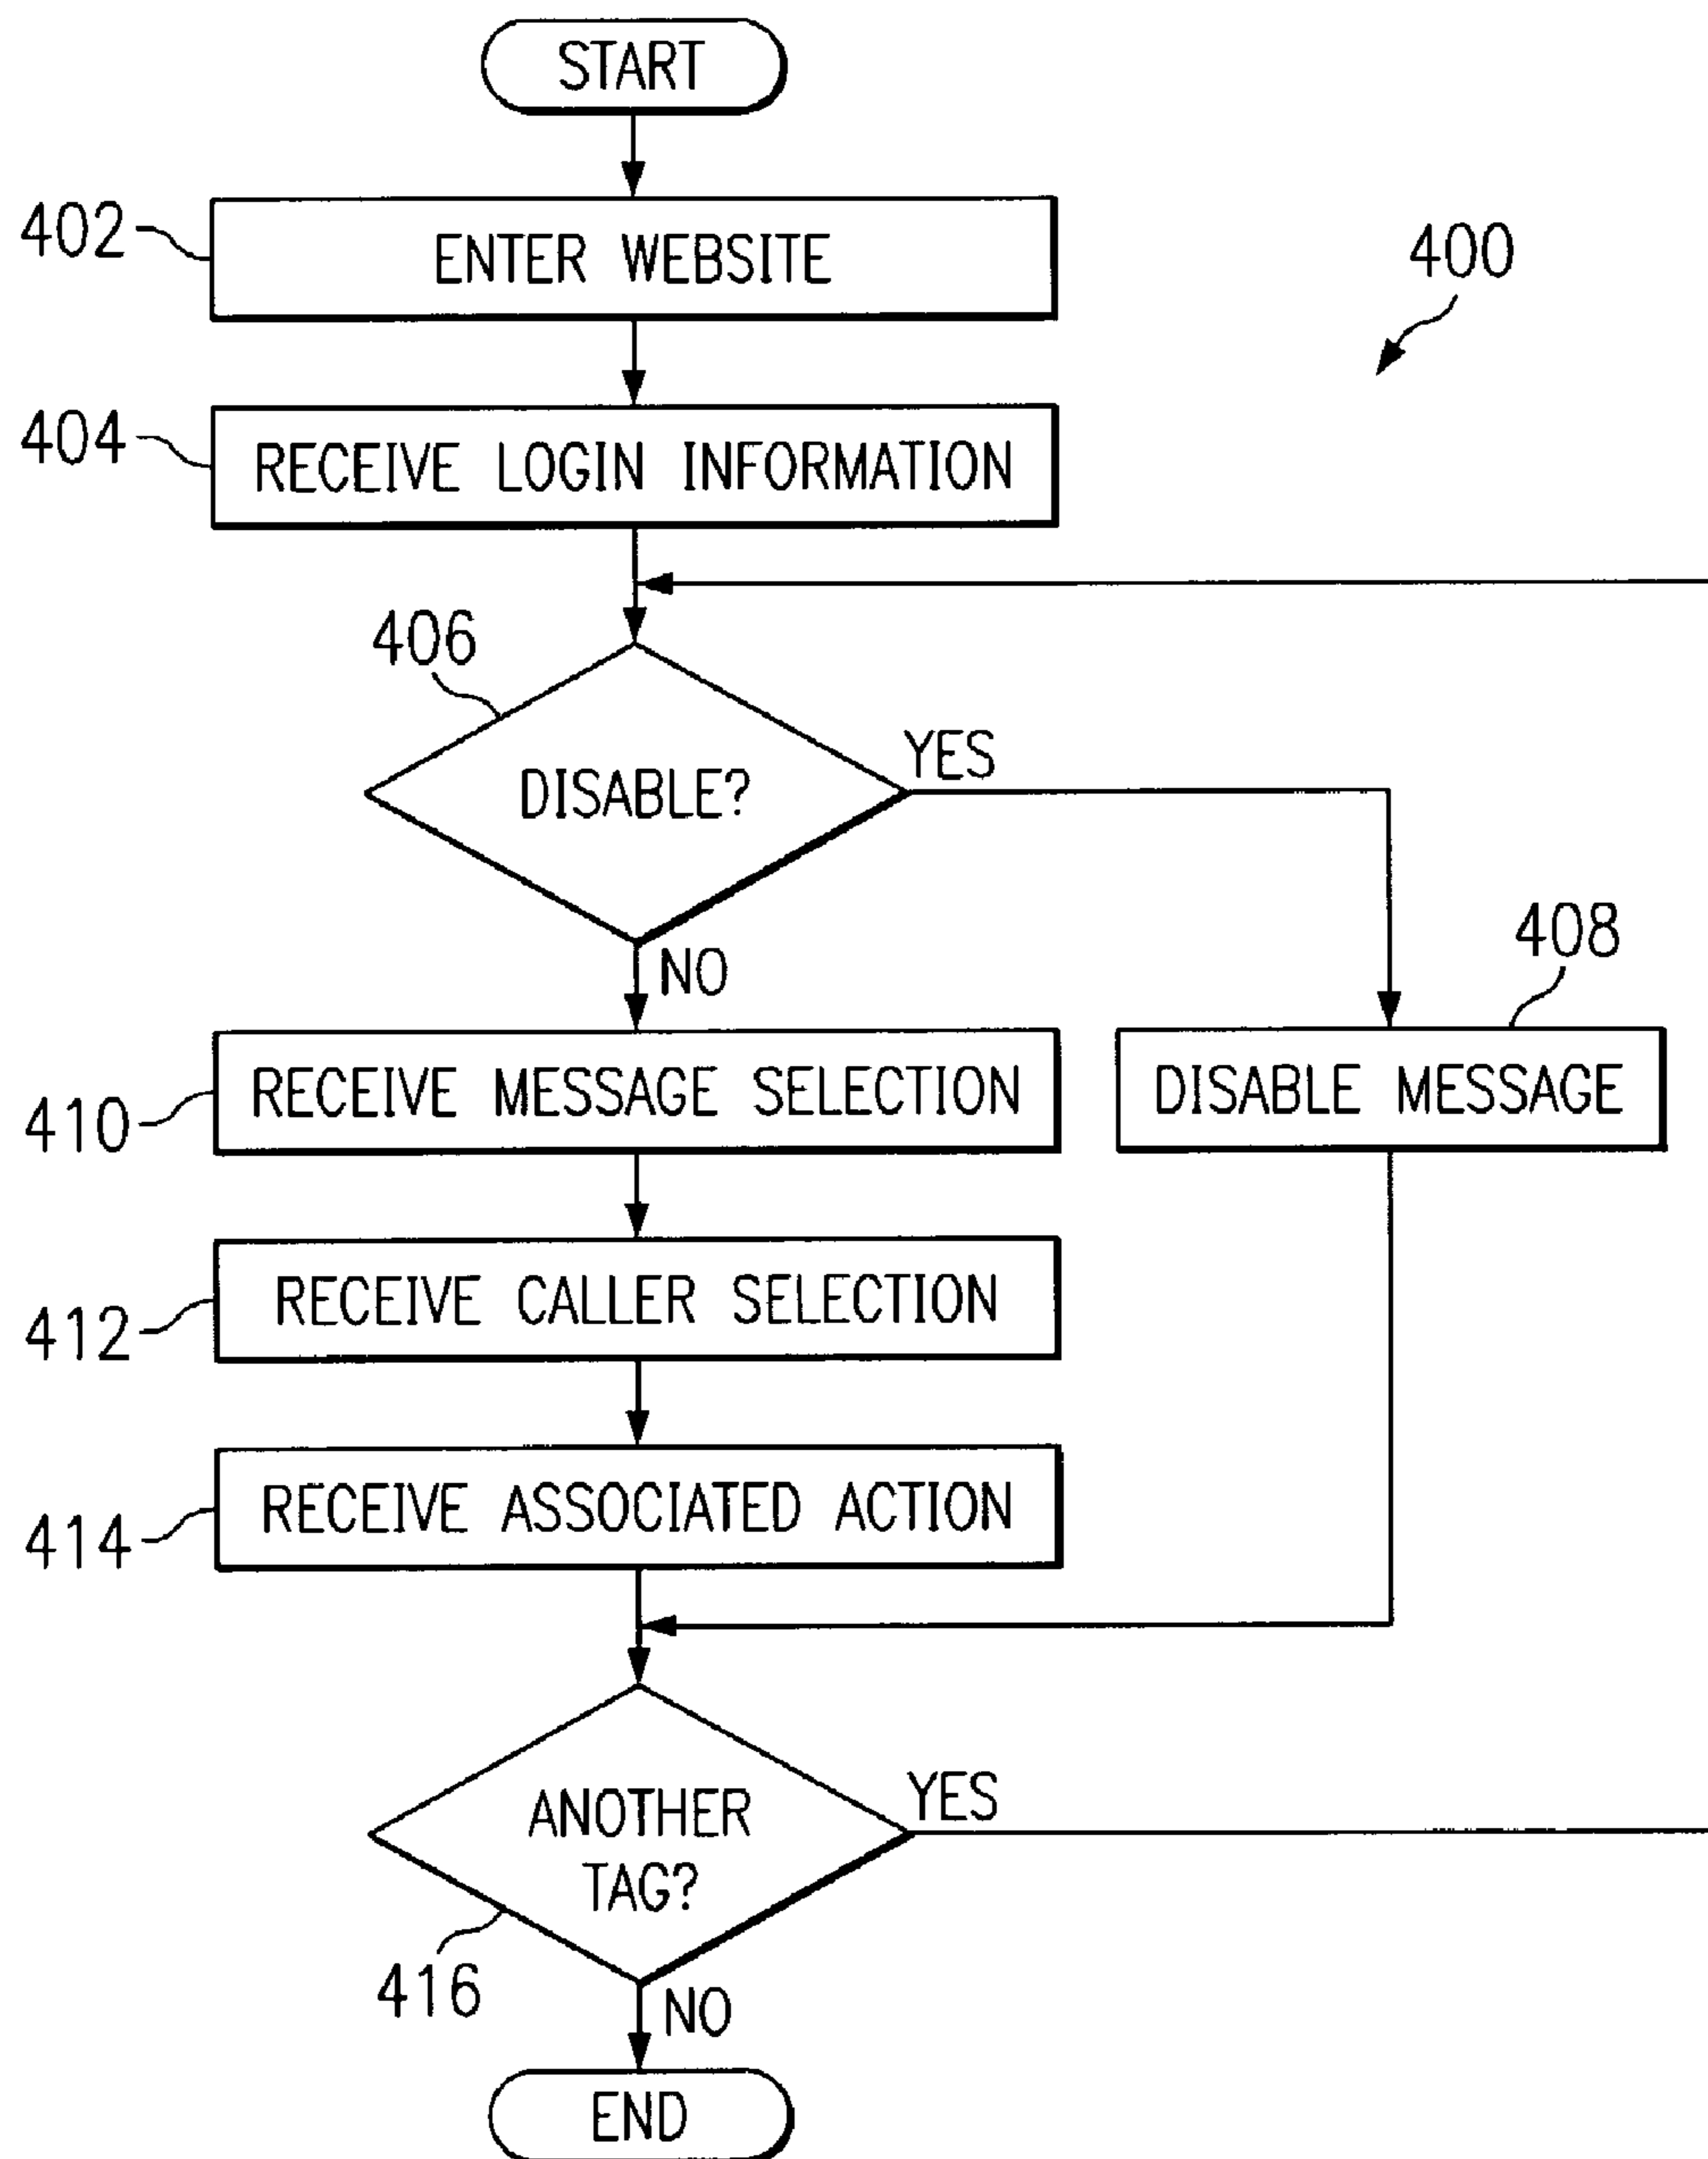 START
402
ENTER WEBSITE
400
404
RECEIVE LOGIN INFORMATION
406
DISABLE?
YES
NO
408
410
RECEIVE MESSAGE SELECTION
DISABLE MESSAGE
412
RECEIVE CALLER SELECTION
414
RECEIVE ASSOCIATED ACTION
ANOTHER
TAG?
YES
416
NO
END